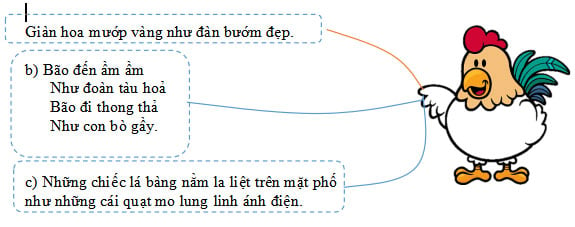 Giàn hoa mướp vàng như đàn bướm đẹp.
b) Bão đến ầm ầm
Như đoàn tàu hoả
Bão đi thong thả
Như con bò gầy.
c) Những chiếc lá bàng nằm la liệt trên mặt phố
như những cái quạt mo lung linh ánh điện.